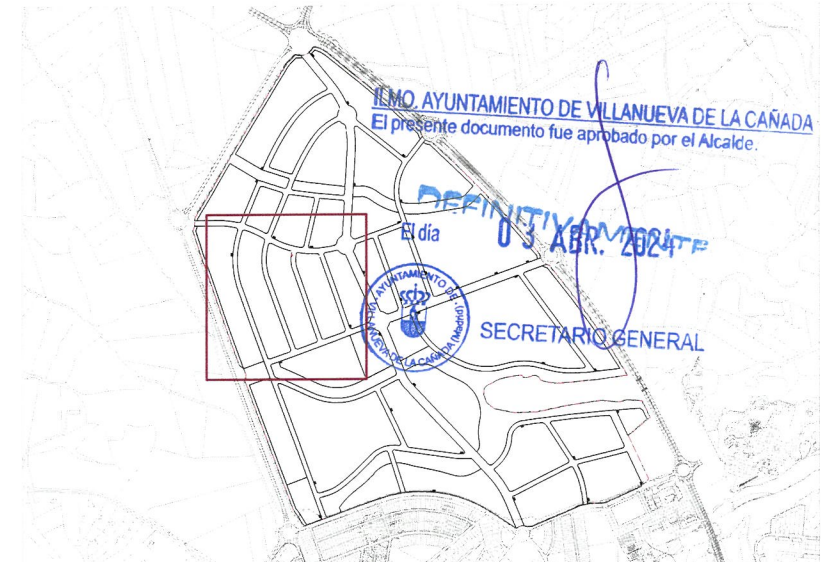 ILMO. AYUNTAMIENTO DE VILLANUEVA DE LA CAÑADA
El presente documento fue aprobado por el Alcalde.
DEFINITIVAMENTE
El día 03 ABR. 2024
AYUNTAMIENTO DE
VILLANUEVA DE LA CAÑADA (Madrid)
SECRETARIO GENERAL